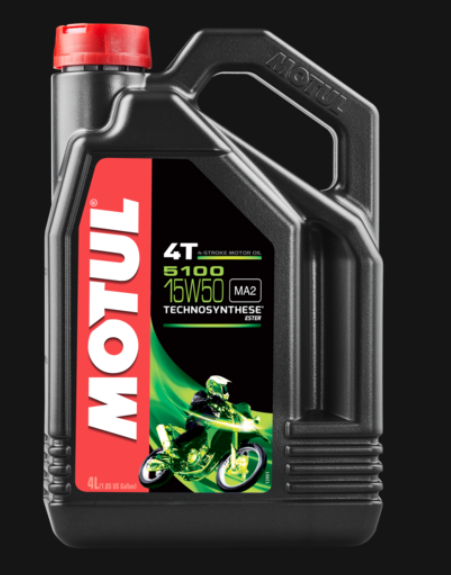 MOTUL
MOTUL®
4T 4-STROKE MOTOR OIL
5100
15W50 MA2
TECHNOSYNTHESE®
ESTER
4L